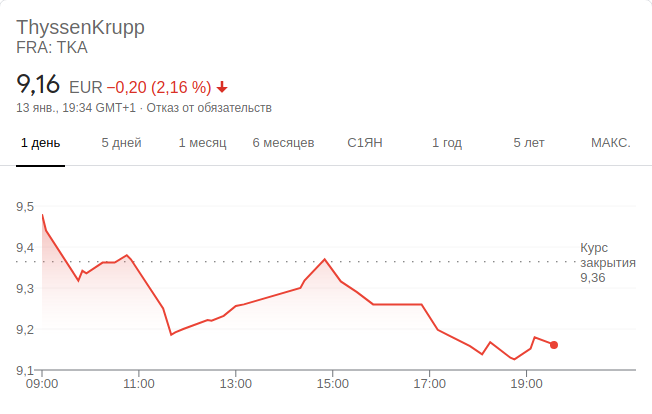 ThyssenKrupp
FRA: TKA
9,16 EUR −0,20 (2,16 %)
13 янв., 19:34 GMT+1 · Отказ от обязательств
1 день 5 дней 1 месяц 6 месяцев С1ЯН 1 год 5 лет МАКС.
9,5
9,4
9,3
9,2
9,1
Курс
закрытия
9,36
09:00 11:00 13:00 15:00 17:00 19:00